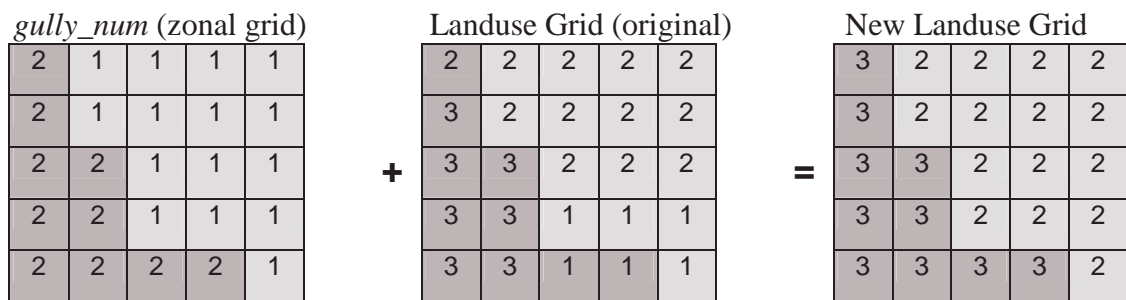 gully_num (zonal grid) Landuse Grid (original) New Landuse Grid
2 1 1 1 1 2 2 2 2 2 3 2 2 2 2
2 1 1 1 1 3 2 2 2 2 3 2 2 2 2
2 2 1 1 1 + 3 3 2 2 2 = 3 3 2 2 2
2 2 1 1 1 3 3 1 1 1 3 3 2 2 2
2 2 2 2 1 3 3 1 1 1 3 3 3 3 2